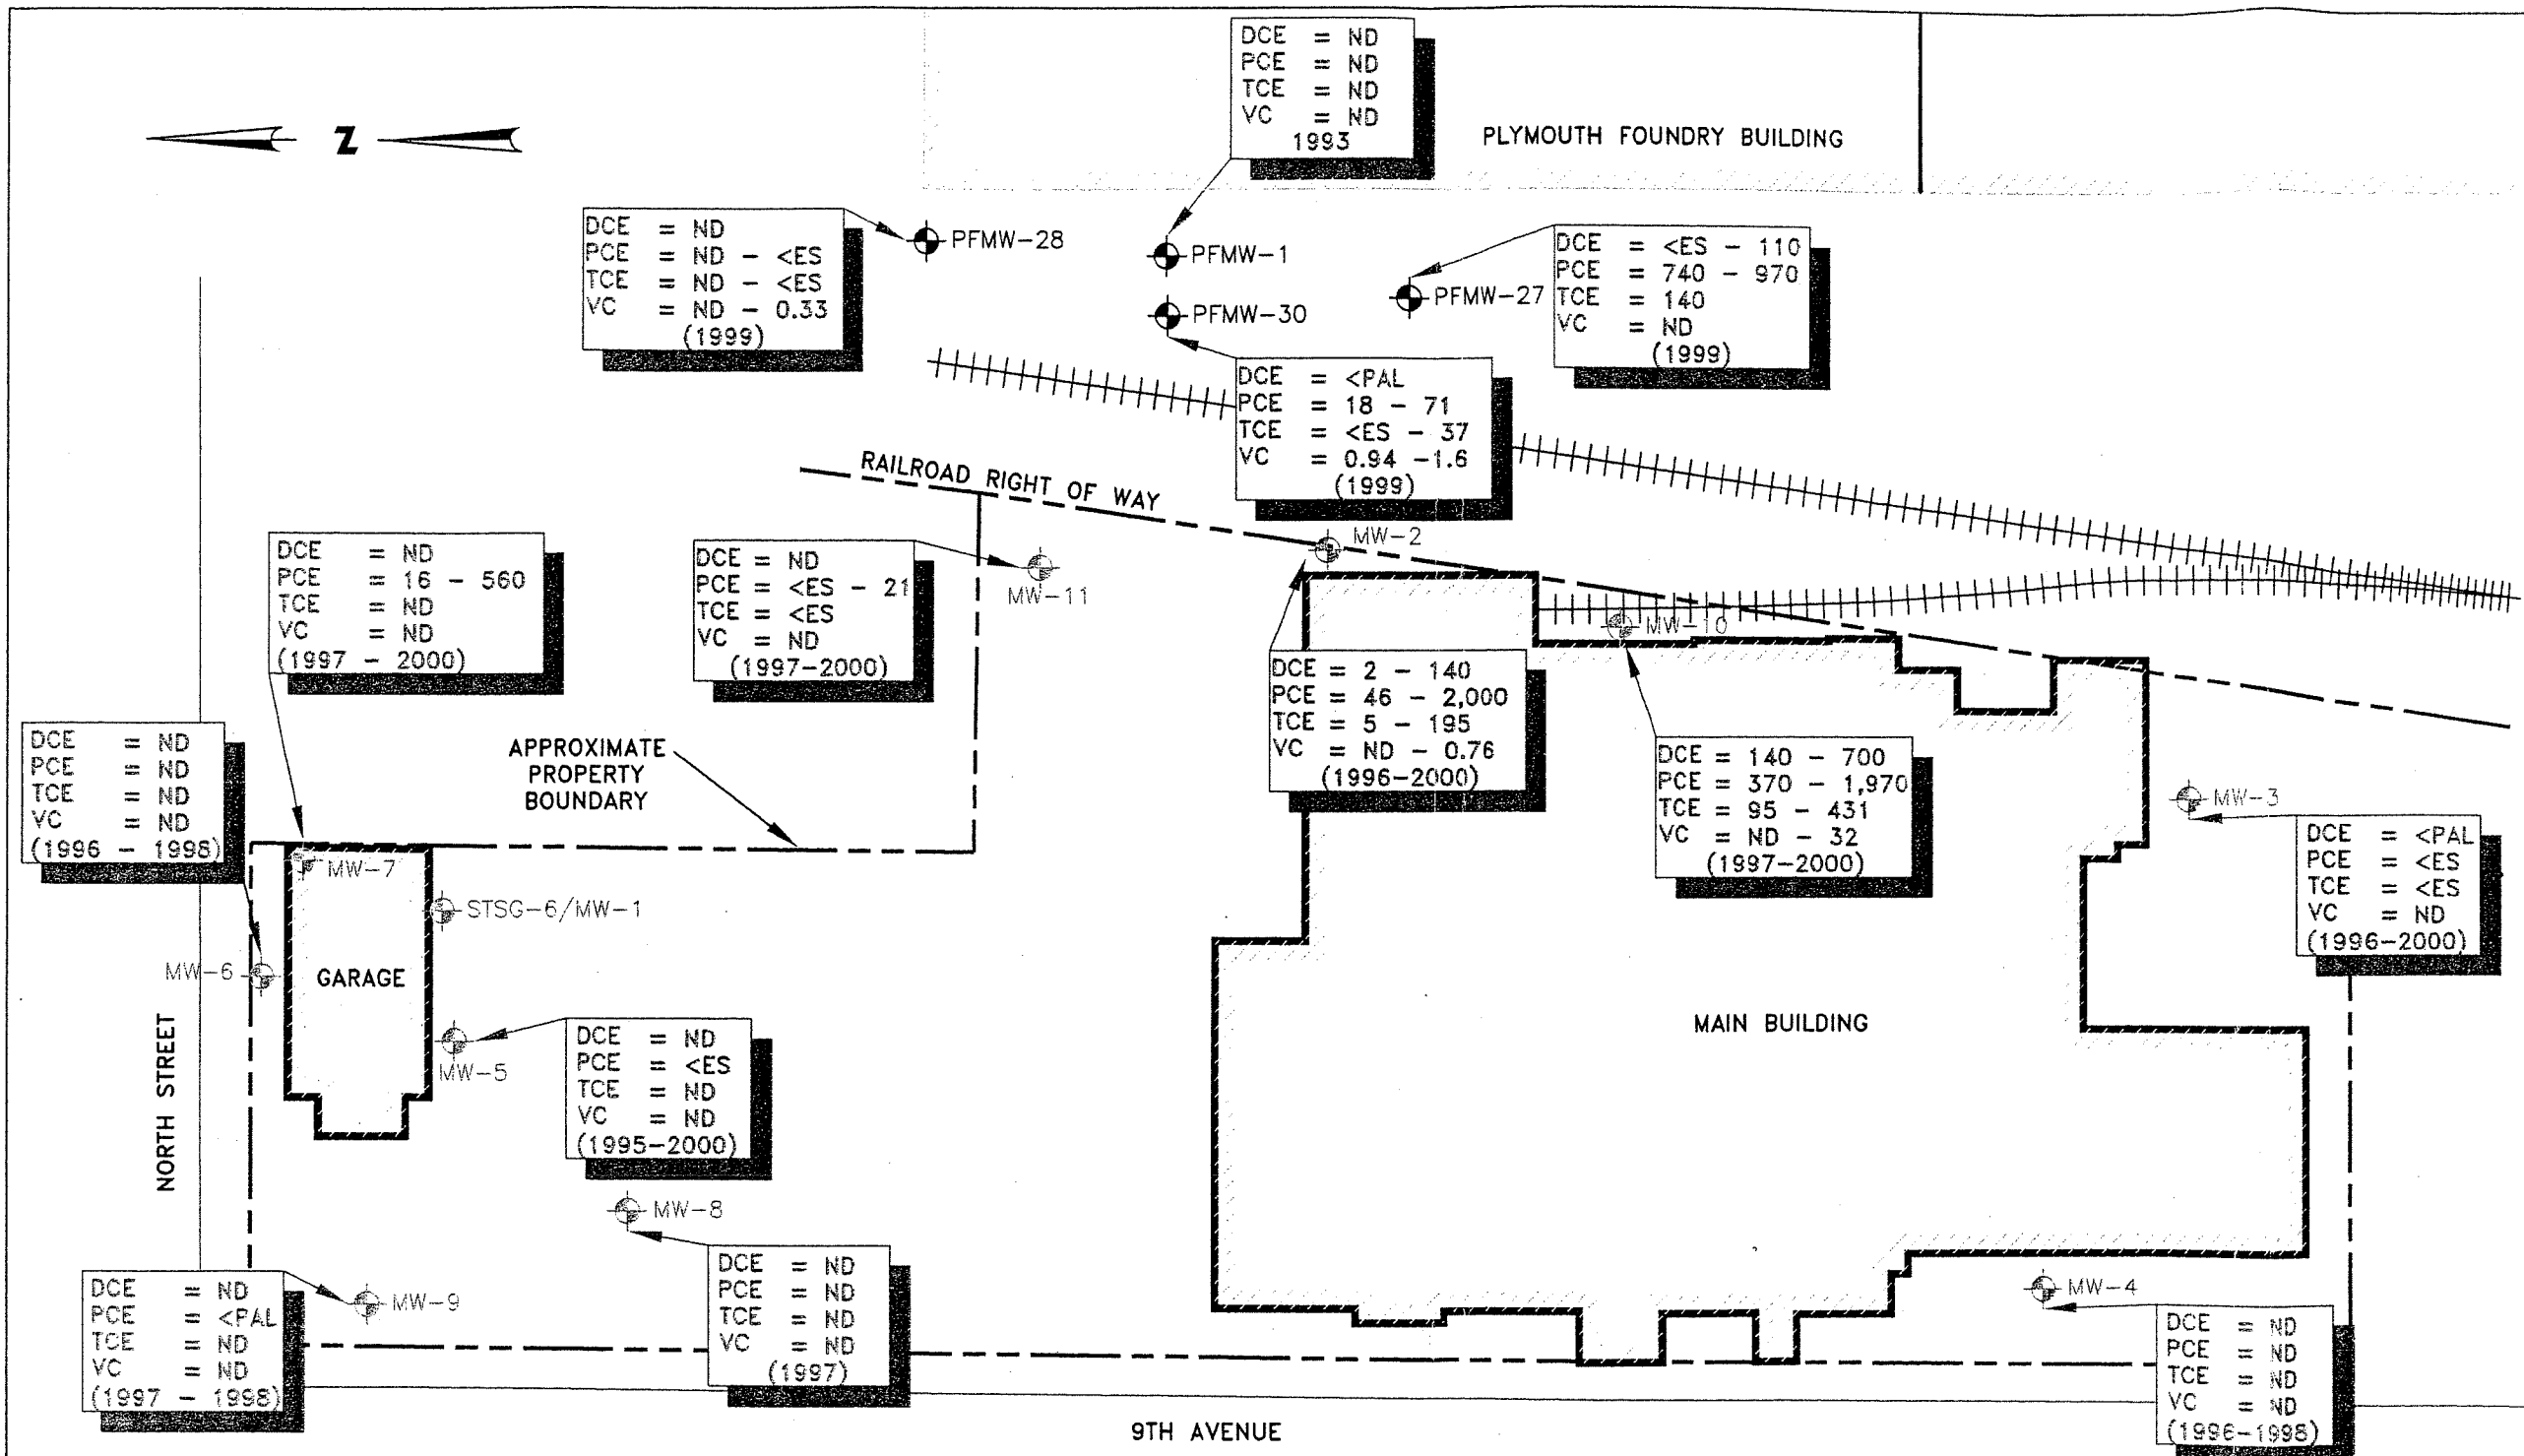 DCE = ND
PCE = ND
TCE = ND
VC = ND
1993
PLYMOUTH FOUNDRY BUILDING
Z
DCE = ND
PCE = ND - <ES
TCE = ND - <ES
VC = ND - 0.33
(1999)
PFMW-28
PFMW-1
PFMW-30
PFMW-27
DCE = <ES - 110
PCE = 740 - 970
TCE = 140
VC = ND
(1999)
DCE = <PAL
PCE = 18 - 71
TCE = <ES - 37
VC = 0.94 -1.6
(1999)
RAILROAD RIGHT OF WAY
DCE = ND
PCE = 16 - 560
TCE = ND
VC = ND
(1997 - 2000)
DCE = ND
PCE = <ES - 21
TCE = <ES
VC = ND
(1997-2000)
MW-11
MW-2
MW-10
DCE = 2 - 140
PCE = 46 - 2,000
TCE = 5 - 195
VC = ND - 0.76
(1996-2000)
DCE = 140 - 700
PCE = 370 - 1,970
TCE = 95 - 431
VC = ND - 32
(1997-2000)
DCE = ND
PCE = ND
TCE = ND
VC = ND
(1996 - 1998)
APPROXIMATE
PROPERTY
BOUNDARY
MW-3
DCE = <PAL
PCE = <ES
TCE = <ES
VC = ND
(1996-2000)
MW-7
STSG-6/MW-1
MW-6
GARAGE
MAIN BUILDING
NORTH STREET
MW-5
DCE = ND
PCE = <ES
TCE = ND
VC = ND
(1995-2000)
MW-8
DCE = ND
PCE = ND
TCE = ND
VC = ND
(1997)
DCE = ND
PCE = <PAL
TCE = ND
VC = ND
(1997 - 1998)
MW-9
MW-4
DCE = ND
PCE = ND
TCE = ND
VC = ND
(1996-1998)
9TH AVENUE